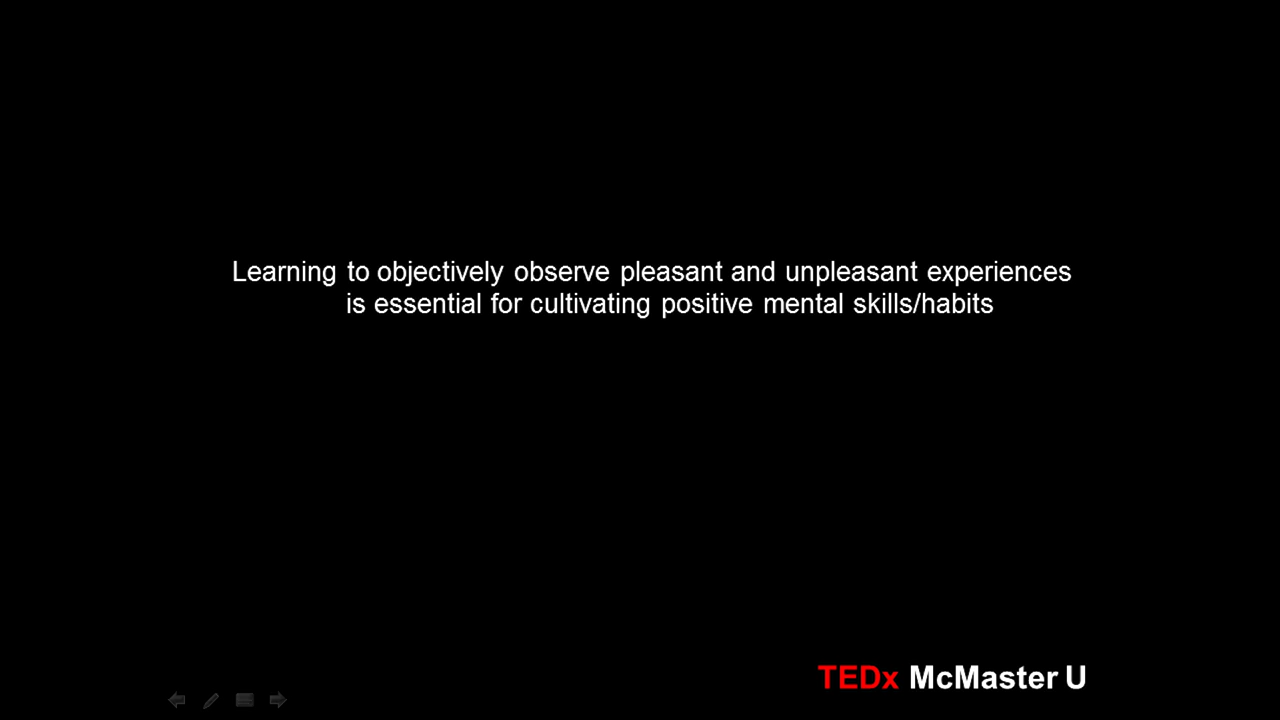 Learning to objectively observe pleasant and unpleasant experiences
is essential for cultivating positive mental skills/habits
TEDx McMaster U